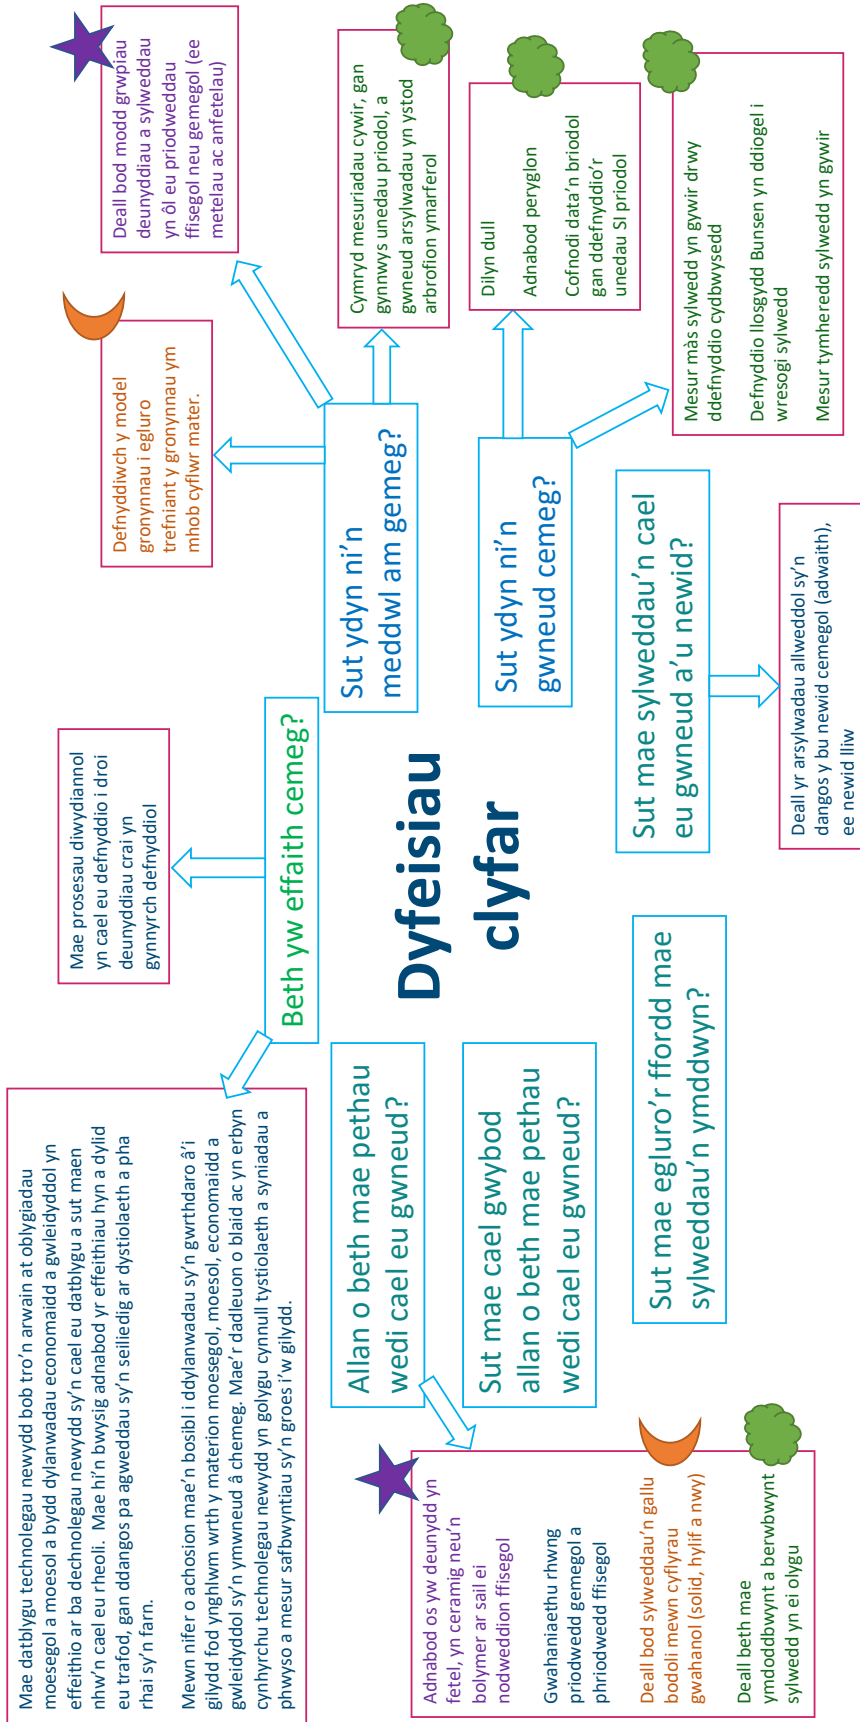 Mae datblygu technolegau newydd bob tro’n arwain at oblygiadau
moesegol a moesol a bydd dylanwadau economaidd a gwleidyddol yn
effeithio ar ba dechnolegau newydd sy’n cael eu datblygu a sut maen
nhw’n cael eu rheoli. Mae hi’n bwysig adnabod yr effeithiau hyn a dylid
eu trafod, gan ddangos pa agweddau sy’n seiliedig ar dystiolaeth a pha
rhai sy’n farn.
Mewn nifer o achosion mae’n bosibl i ddylanwadau sy’n gwrthdaro â’i
gilydd fod ynghlwm wrth y materion moesegol, moesol, economaidd a
gwleidyddol sy’n ymwneud â chemeg. Mae’r dadleuon o blaid ac yn erbyn
cynhyrchu technolegau newydd yn golygu cynnull tystiolaeth a syniadau a
phwyso a mesur safbwyntiau sy’n groes i’w gilydd.
Mae prosesau diwydiannol
yn cael eu defnyddio i droi
deunyddiau crai yn
gynnyrch defnyddiol
Defnyddiwch y model
gronynnau i egluro
trefniant y gronynnau ym
mhob cyflwr mater.
Deall bod modd grwpiau
deunyddiau a sylweddau
yn ôl eu priodweddau
ffisegol neu gemegol (ee
metelau ac anfetelau)
Beth yw effaith cemeg?
Sut ydyn ni’n
meddwl am gemeg?
Cymryd mesuriadau cywir, gan
gynnwys unedau priodol, a
gwneud arsylwadau yn ystod
arbrofion ymarferol
Allan o beth mae pethau
wedi cael eu gwneud?
Dyfeisiau
clyfar
Sut mae cael gwybod
allan o beth mae pethau
wedi cael eu gwneud?
Sut ydyn ni’n
gwneud cemeg?
Dilyn dull
Adnabod peryglon
Cofnodi data’n briodol
gan ddefnyddio’r
unedau SI priodol
Adnabod os yw deunydd yn
fetel, yn ceramig neu’n
bolymer ar sail ei
nodweddion ffisegol
Gwahaniaethu rhwng
priodwedd gemegol a
phriodwedd ffisegol
Deall bod sylweddau’n gallu
bodoli mewn cyflyrau
gwahanol (solid, hylif a nwy)
Deall beth mae
ymdoddbwynt a berwbwynt
sylwedd yn ei olygu
Sut mae egluro’r ffordd mae
sylweddau’n ymddwyn?
Sut mae sylweddau’n cael
eu gwneud a’u newid?
Mesur màs sylwedd yn gywir drwy
ddefnyddio cydbwysedd
Defnyddio llosgydd Bunsen yn ddiogel i
wresogi sylwedd
Mesur tymheredd sylwedd yn gywir
Deall yr arsylwadau allweddol sy’n
dangos y bu newid cemegol (adwaith),
ee newid lliw